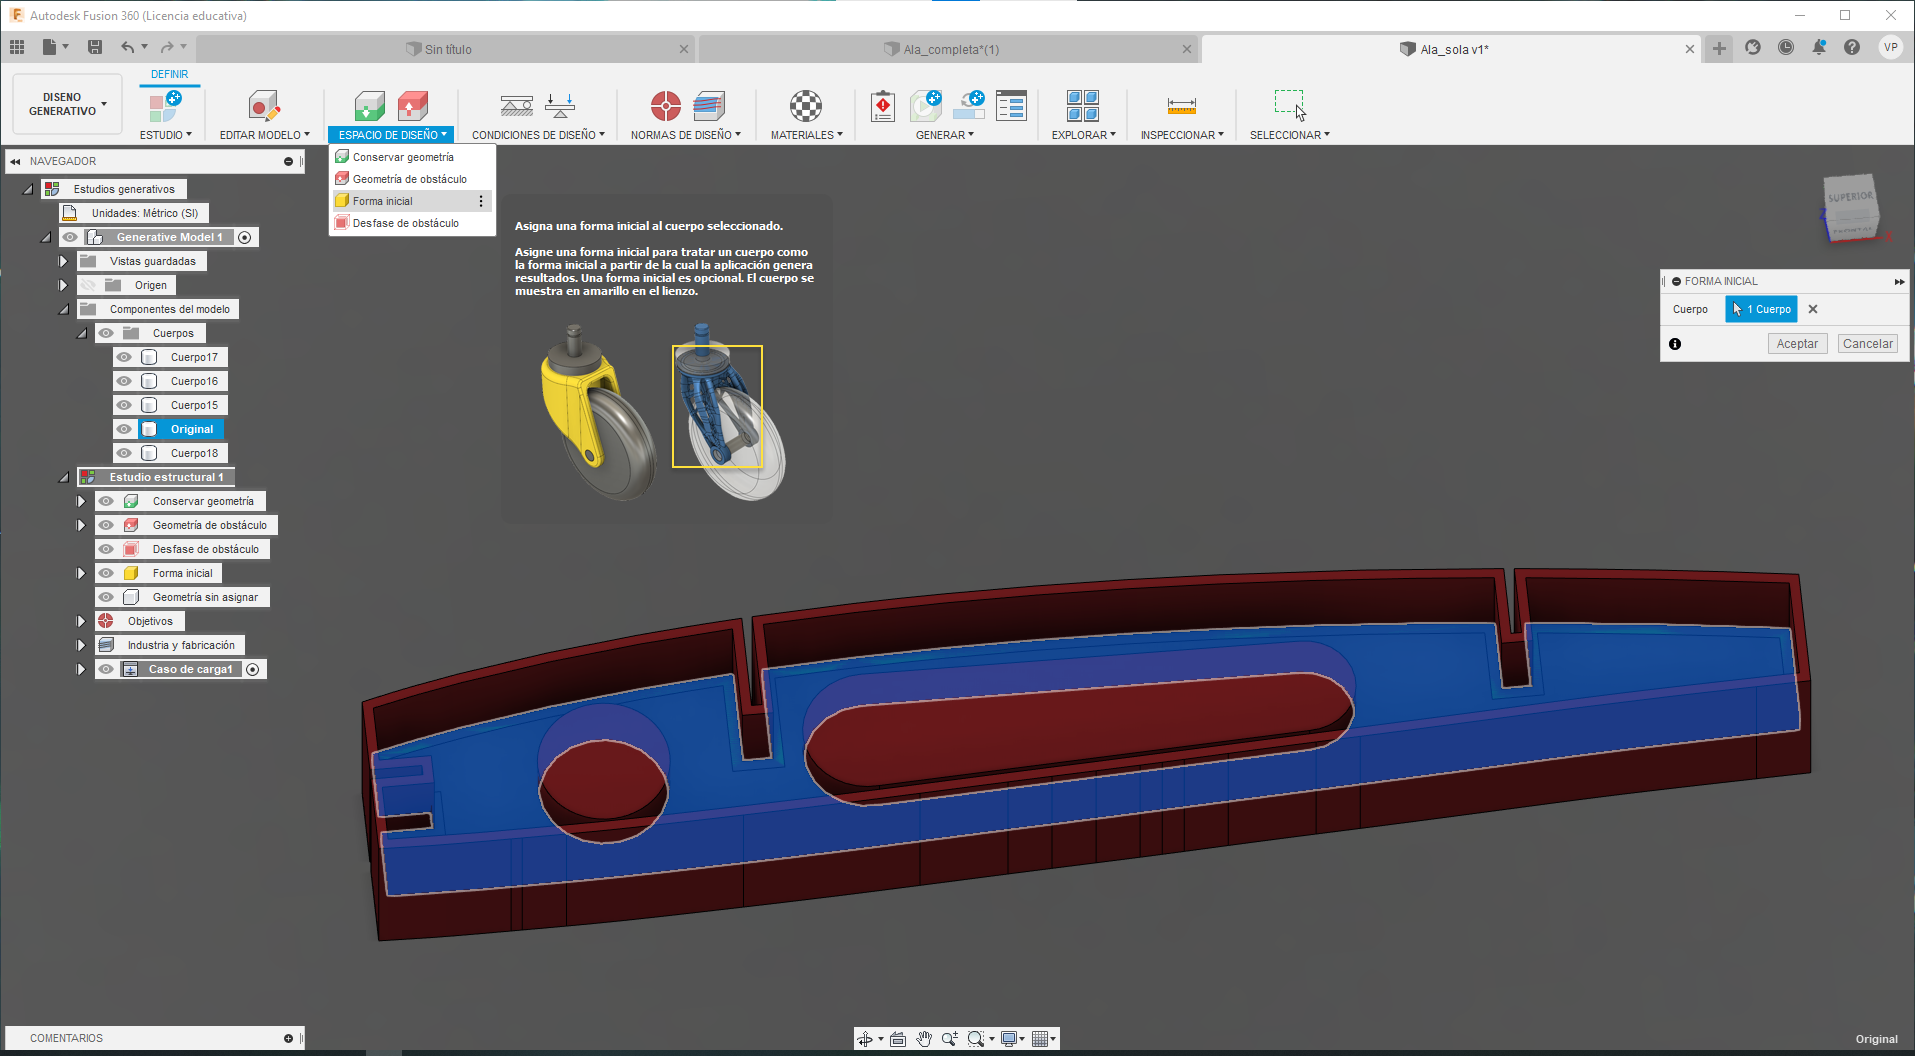 Autodesk Fusion 360 (Licencia educativa)
Sin título
Ala_completa*(1)
Ala_sola v1*
VP
DISEÑO
GENERATIVO
DEFINIR
ESTUDIO
EDITAR MODELO
ESPACIO DE DISEÑO
CONDICIONES DE DISEÑO
NORMAS DE DISEÑO
MATERIALES
GENERAR
EXPLORAR
INSPECCIONAR
SELECCIONAR
NAVEGADOR
Estudios generativos
Unidades: Métrico (SI)
Generative Model 1
Vistas guardadas
Origen
Componentes del modelo
Cuerpos
Cuerpo17
Cuerpo16
Cuerpo15
Original
Cuerpo18
Estudio estructural 1
Conservar geometría
Geometría de obstáculo
Desfase de obstáculo
Forma inicial
Geometría sin asignar
Objetivos
Industria y fabricación
Caso de carga1
Conservar geometría
Geometría de obstáculo
Forma inicial
Desfase de obstáculo
Asigna una forma inicial al cuerpo seleccionado.
Asigne una forma inicial para tratar un cuerpo como
la forma inicial a partir de la cual la aplicación genera
resultados. Una forma inicial es opcional. El cuerpo se
muestra en amarillo en el lienzo.
SUPERIOR
FORMA INICIAL
Cuerpo
1 Cuerpo
Aceptar
Cancelar
COMENTARIOS
Original